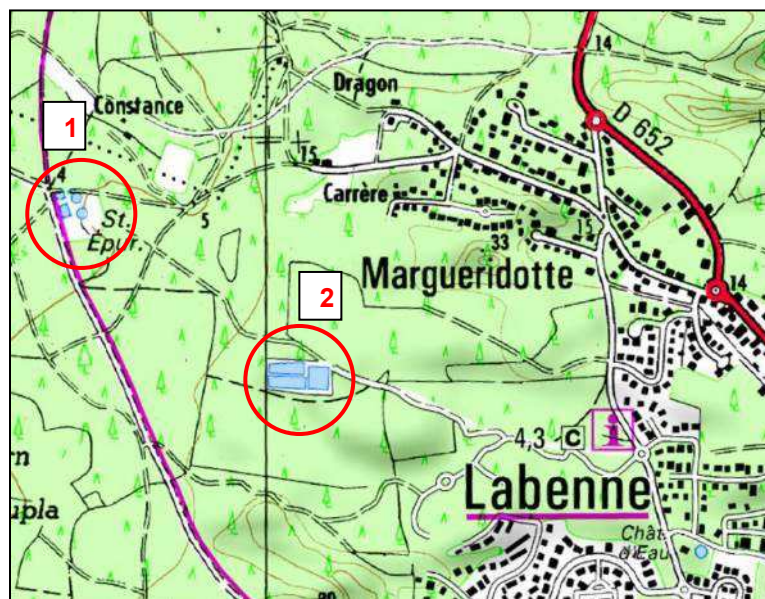 14
Dragon
Constance
D 652
1
15
4
Carrère
St.
Épur.
5
15
33
Margueridotte
14
2
4,3 C i
Labenne
Chât.
d'Eau